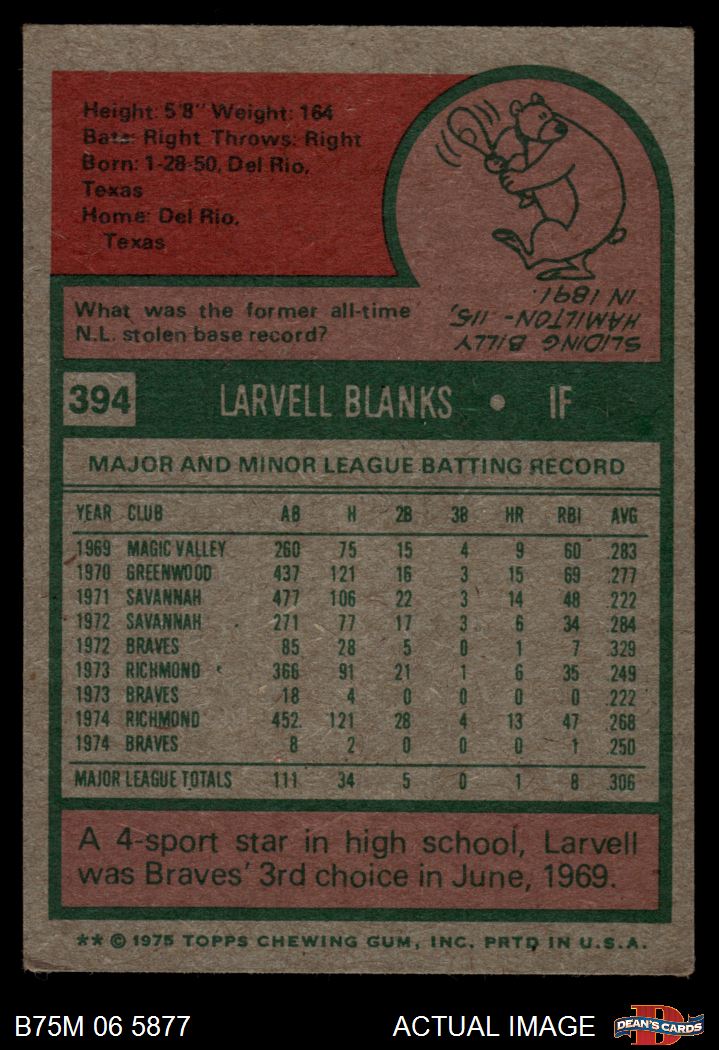 Height: 5'8" Weight: 164
Bats: Right Throws: Right
Born: 1-28-50, Del Rio,
Texas
Home: Del Rio,
Texas
What was the former all-time
N.L. stolen base record?
SLIDING BILLY
HAMILTON - 115,
IN 1891.
394 LARVELL BLANKS • IF
MAJOR AND MINOR LEAGUE BATTING RECORD
YEAR CLUB AB H 2B 3B HR RBI AVG
1969 MAGIC VALLEY 260 75 15 4 9 60 .283
1970 GREENWOOD 437 121 16 3 15 69 .277
1971 SAVANNAH 477 106 22 3 14 48 .222
1972 SAVANNAH 271 77 17 3 6 34 .284
1972 BRAVES 85 28 5 0 1 7 .329
1973 RICHMOND 366 91 21 1 6 35 .249
1973 BRAVES 18 4 0 0 0 0 .222
1974 RICHMOND 452 121 28 4 13 47 .268
1974 BRAVES 8 2 0 0 0 1 .250
MAJOR LEAGUE TOTALS 111 34 5 0 1 8 .306
A 4-sport star in high school, Larvell
was Braves' 3rd choice in June, 1969.
** © 1975 TOPPS CHEWING GUM, INC. PRTD IN U.S.A.
B75M 06 5877 ACTUAL IMAGE D DEAN'S CARDS